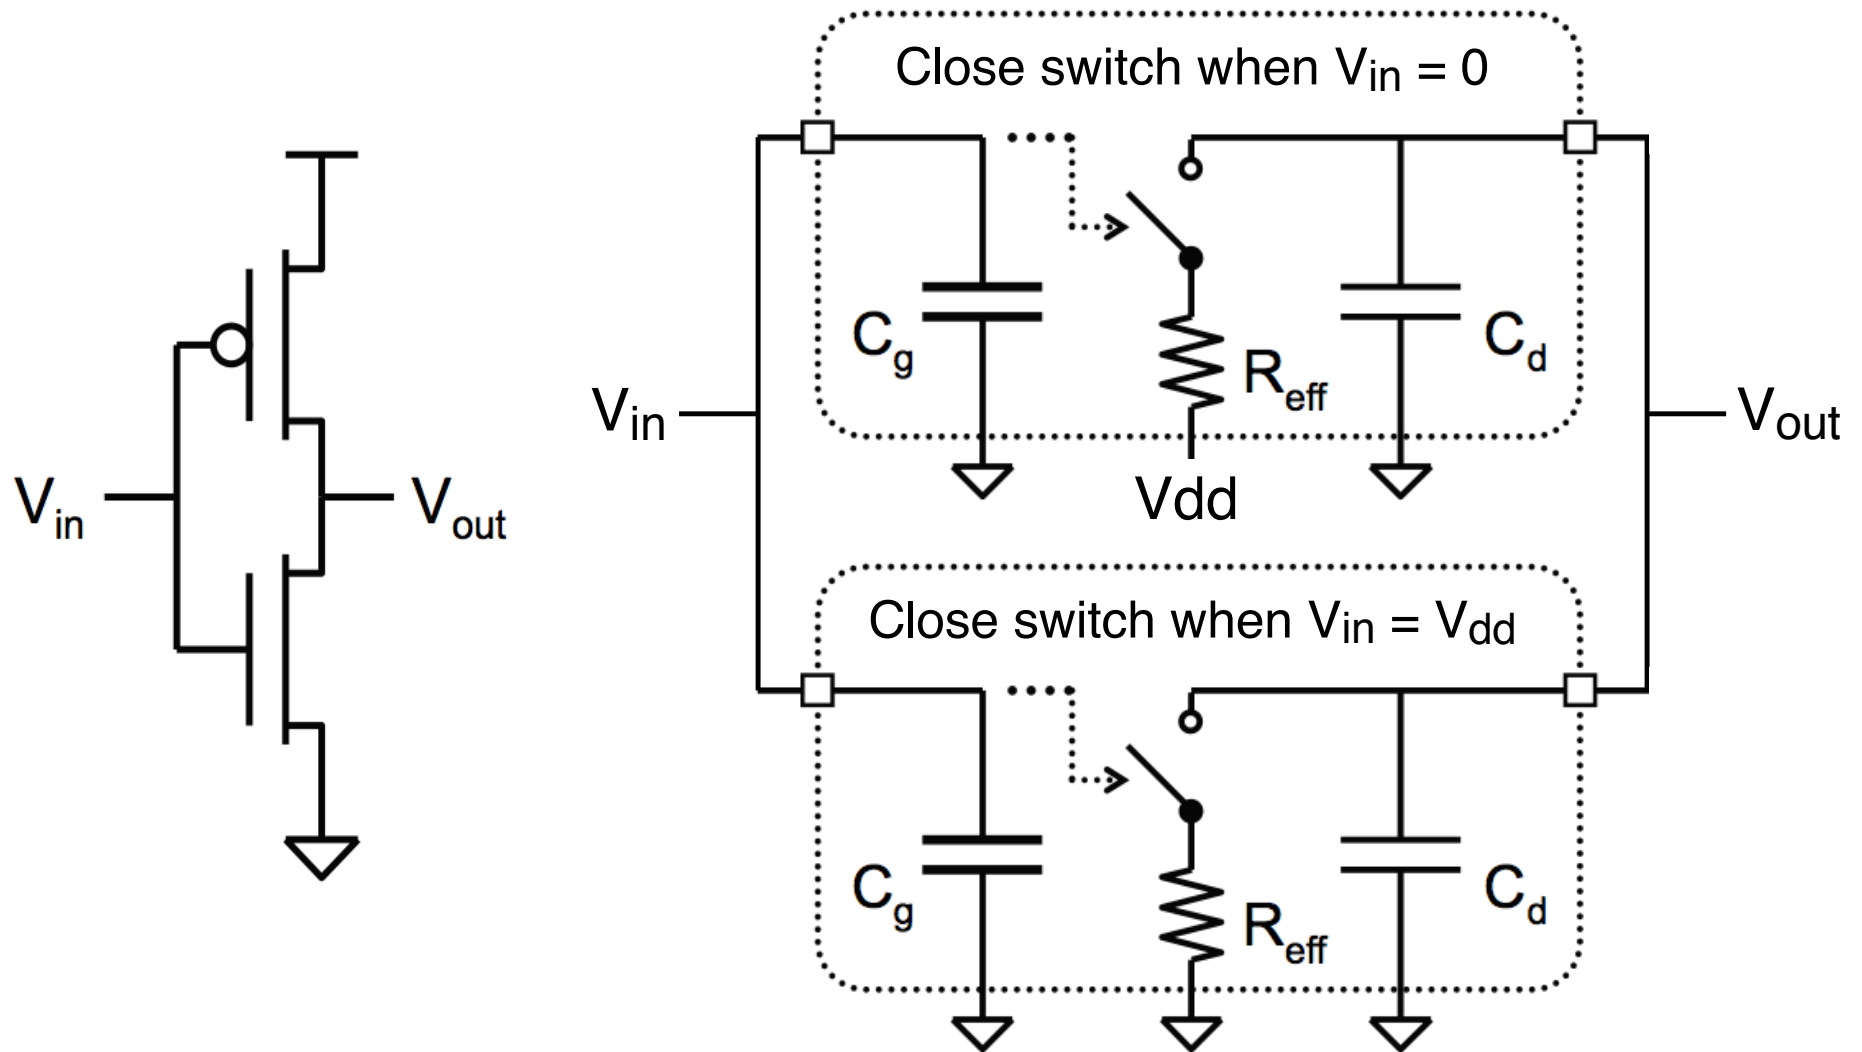 Close switch when Vin = 0
Cg
Reff
Cd
Vin
Vout
Vdd
Vin
Vout
Close switch when Vin = Vdd
Cg
Reff
Cd